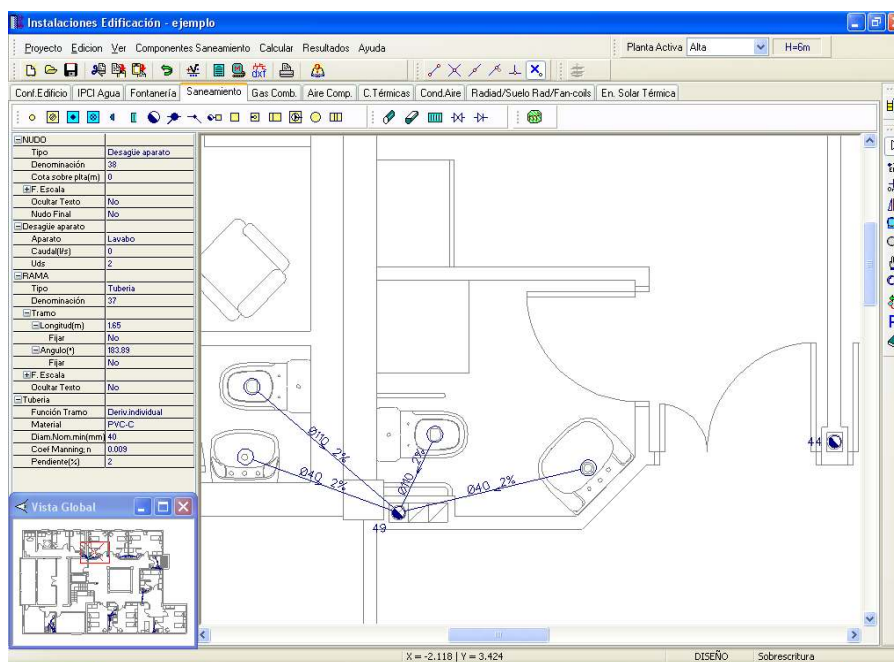 Instalaciones Edificación - ejemplo
Proyecto Edicion Ver Componentes Saneamiento Calcular Resultados Ayuda
Planta Activa Alta H=6m
dxf
Conf.Edificio IPCI Agua Fontanería Saneamiento Gas Comb. Aire Comp. C.Térmicas Cond.Aire Radiad/Suelo Rad/Fan-coils En. Solar Térmica
NUDO
Tipo Desagüe aparato
Denominación 38
Cota sobre plta(m) 0
F. Escala
Ocultar Texto No
Nudo Final No
Desagüe aparato
Aparato Lavabo
Caudal(l/s) 0
Uds 2
RAMA
Tipo Tuberia
Denominación 37
Tramo
Longitud(m) 1.65
Fijar No
Angulo(º) 183.89
Fijar No
F. Escala
Ocultar Texto No
Tuberia
Función Tramo Deriv.individual
Material PVC-C
Diam.Nom.min(mm) 40
Coef Manning; n 0.009
Pendiente(%) 2
Ø110 2%
Ø40 2%
Ø110 2%
Ø40 2%
49
44
Vista Global
X = -2.118 | Y = 3.424 DISEÑO Sobrescritura